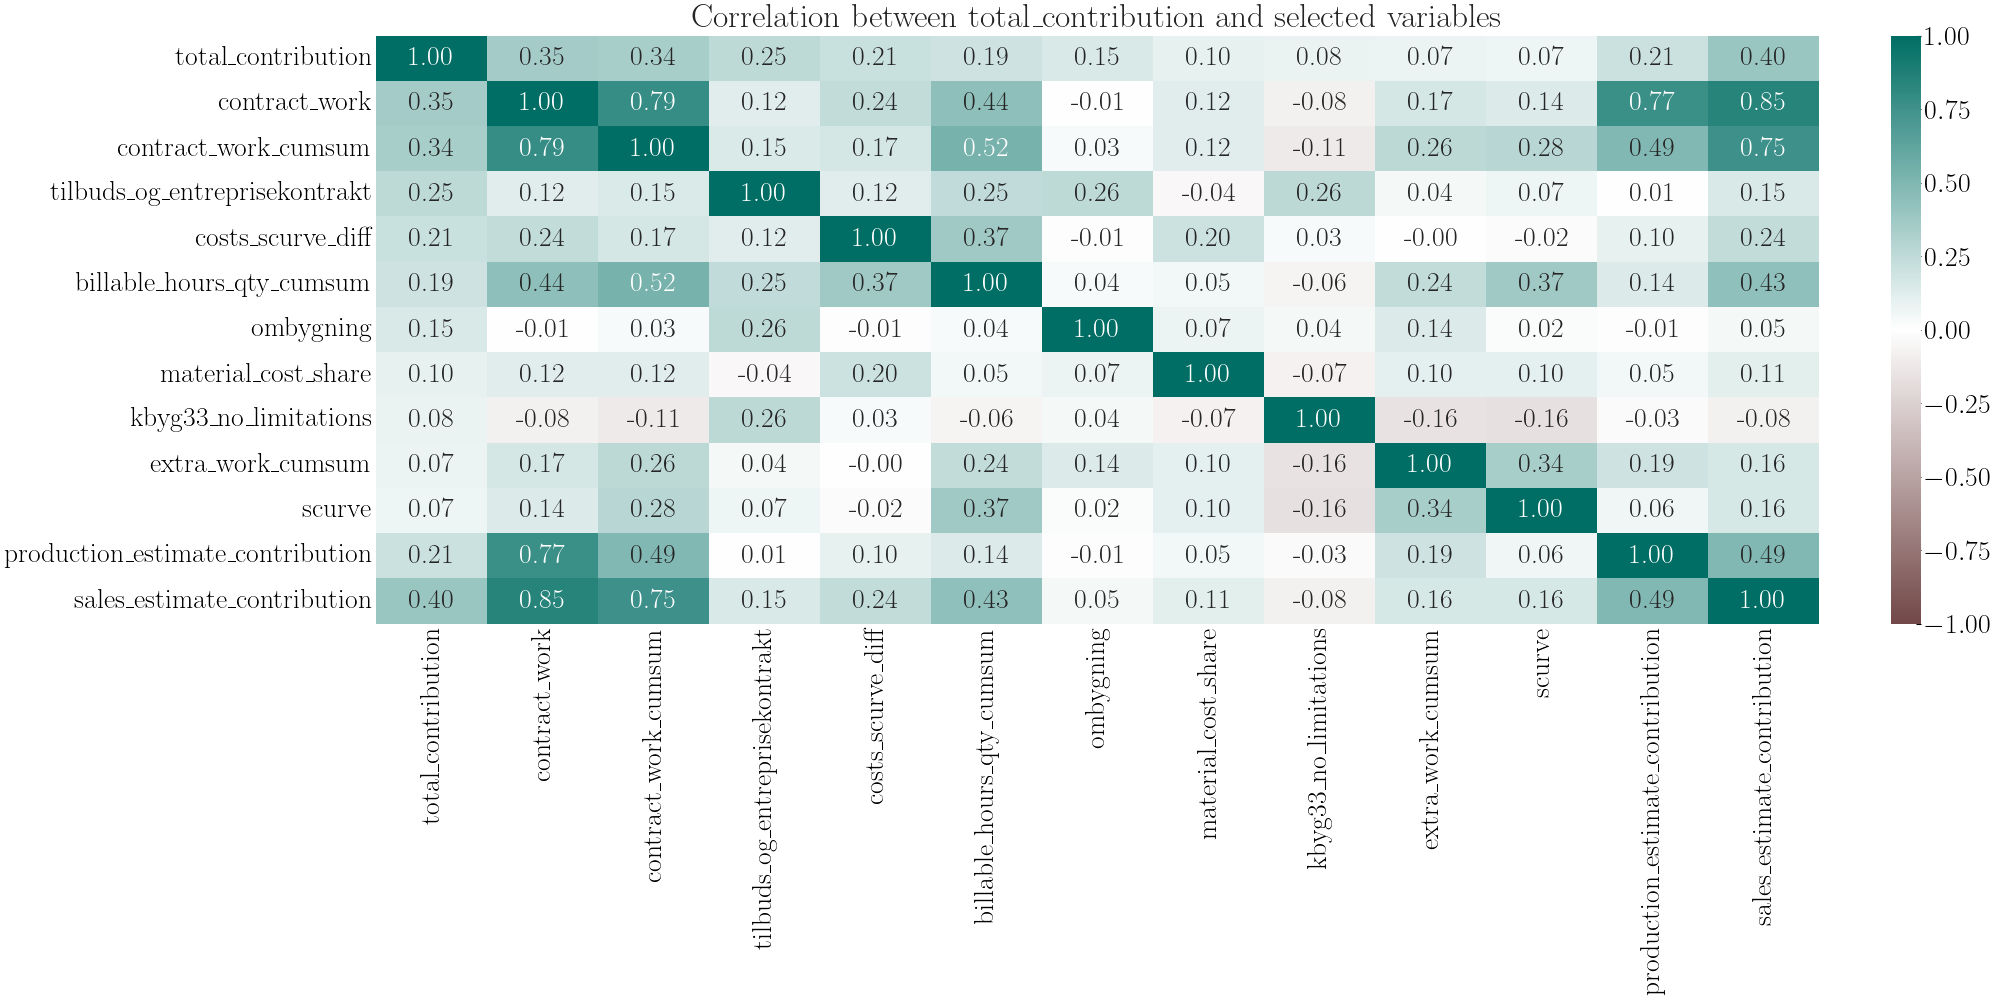 Correlation between total_contribution and selected variables
total_contribution 1.00 0.35 0.34 0.25 0.21 0.19 0.15 0.10 0.08 0.07 0.07 0.21 0.40
contract_work 0.35 1.00 0.79 0.12 0.24 0.44 -0.01 0.12 -0.08 0.17 0.14 0.77 0.85
contract_work_cumsum 0.34 0.79 1.00 0.15 0.17 0.52 0.03 0.12 -0.11 0.26 0.28 0.49 0.75
tilbuds_og_entreprisekontrakt 0.25 0.12 0.15 1.00 0.12 0.25 0.26 -0.04 0.26 0.04 0.07 0.01 0.15
costs_scurve_diff 0.21 0.24 0.17 0.12 1.00 0.37 -0.01 0.20 0.03 -0.00 -0.02 0.10 0.24
billable_hours_qty_cumsum 0.19 0.44 0.52 0.25 0.37 1.00 0.04 0.05 -0.06 0.24 0.37 0.14 0.43
ombygning 0.15 -0.01 0.03 0.26 -0.01 0.04 1.00 0.07 0.04 0.14 0.02 -0.01 0.05
material_cost_share 0.10 0.12 0.12 -0.04 0.20 0.05 0.07 1.00 -0.07 0.10 0.10 0.05 0.11
kbyg33_no_limitations 0.08 -0.08 -0.11 0.26 0.03 -0.06 0.04 -0.07 1.00 -0.16 -0.16 -0.03 -0.08
extra_work_cumsum 0.07 0.17 0.26 0.04 -0.00 0.24 0.14 0.10 -0.16 1.00 0.34 0.19 0.16
scurve 0.07 0.14 0.28 0.07 -0.02 0.37 0.02 0.10 -0.16 0.34 1.00 0.06 0.16
production_estimate_contribution 0.21 0.77 0.49 0.01 0.10 0.14 -0.01 0.05 -0.03 0.19 0.06 1.00 0.49
sales_estimate_contribution 0.40 0.85 0.75 0.15 0.24 0.43 0.05 0.11 -0.08 0.16 0.16 0.49 1.00
total_contribution
contract_work
contract_work_cumsum
tilbuds_og_entreprisekontrakt
costs_scurve_diff
billable_hours_qty_cumsum
ombygning
material_cost_share
kbyg33_no_limitations
extra_work_cumsum
scurve
production_estimate_contribution
sales_estimate_contribution
1.00
0.75
0.50
0.25
0.00
−0.25
−0.50
−0.75
−1.00